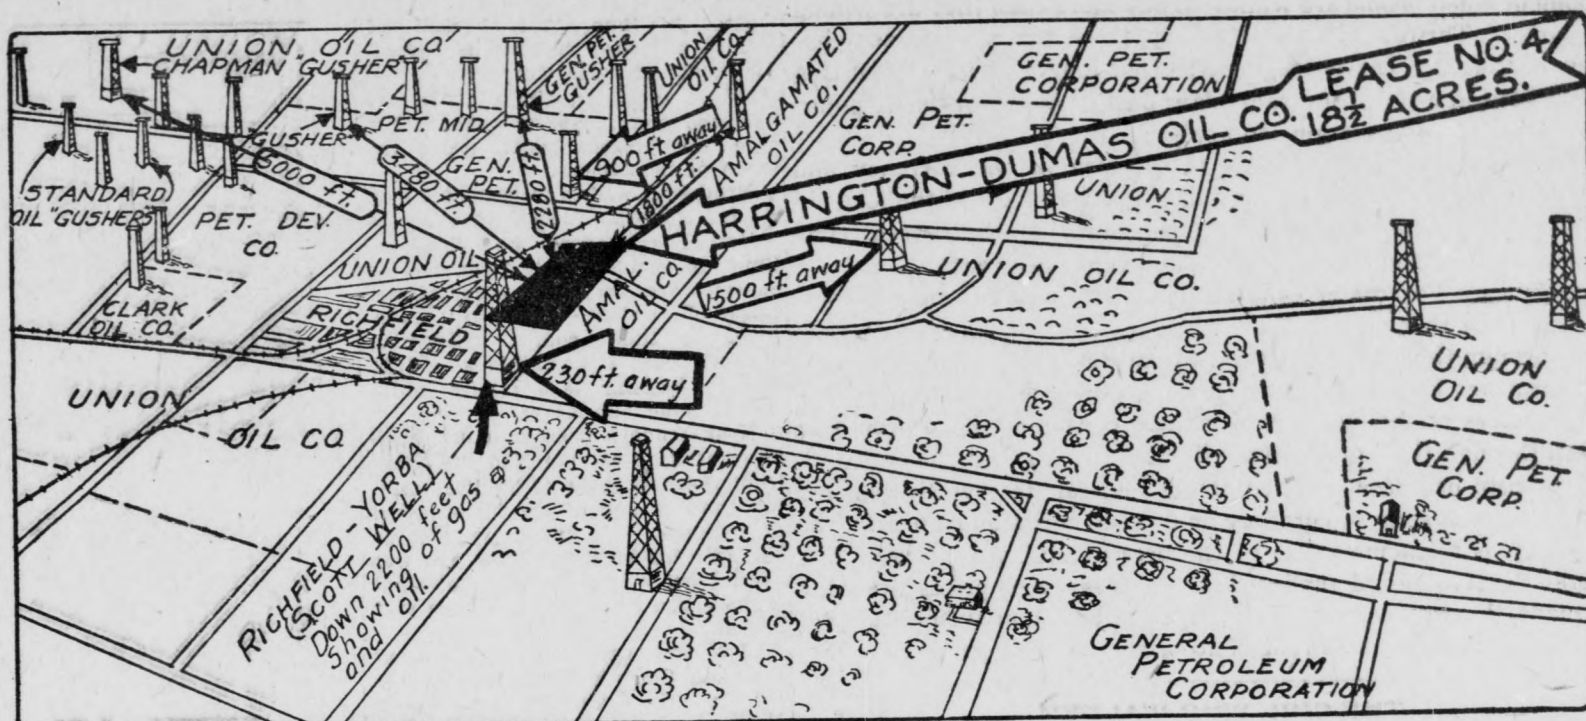 UNION OIL CO.
CHAPMAN "GUSHER"
GEN. PET.
GUSHER
UNION
OIL CO.
AMALGAMATED
OIL CO.
GEN. PET.
CORPORATION
LEASE NO. 4
18½ ACRES.
"GUSHER"
PET. MID.
GEN. PET.
CORP.
HARRINGTON-DUMAS OIL CO.
STANDARD
OIL "GUSHERS"
5000 ft.
3480 ft.
GEN.
PET.
2280 ft.
900 ft away
1800 ft.
UNION
PET. DEV.
CO.
CLARK
OIL CO.
UNION OIL
RICHFIELD
AMAL.
OIL CO.
1500 ft away
UNION OIL CO.
230 ft. away
UNION
OIL CO.
UNION
OIL CO.
GEN. PET.
CORP.
RICHFIELD-YORBA
(SCOTT WELL)
Down 2200 feet
Showing of gas
and oil.
GENERAL
PETROLEUM
CORPORATION